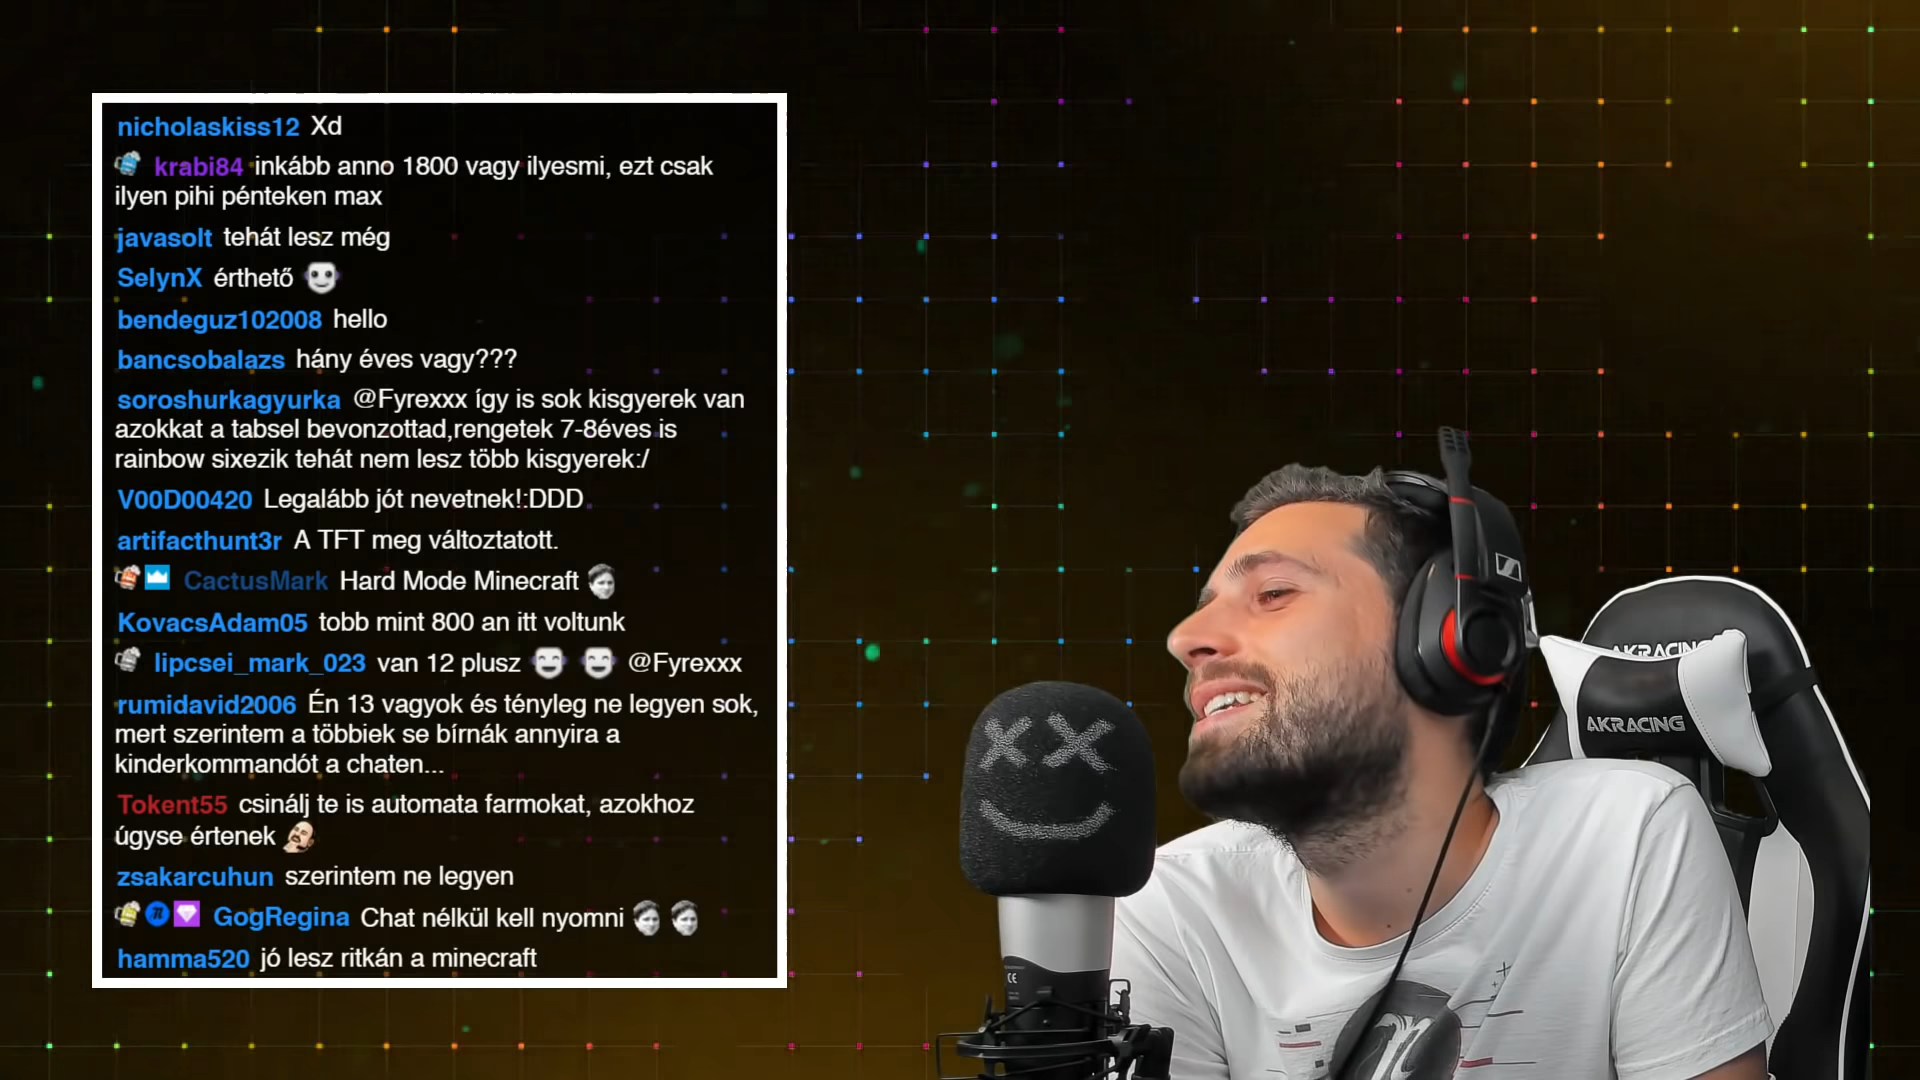 nicholaskiss12 Xd
krabi84 inkább anno 1800 vagy ilyesmi, ezt csak
ilyen pihi pénteken max
javasolt tehát lesz még
SelynX érthető
bendeguz102008 hello
bancsobalazs hány éves vagy???
soroshurkagyurka @Fyrexxx így is sok kisgyerek van
azokkat a tabsel bevonzottad,rengetek 7-8éves is
rainbow sixezik tehát nem lesz több kisgyerek:/
V00D00420 Legalább jót nevetnek!:DDD
artifacthunt3r A TFT meg változtatott.
CactusMark Hard Mode Minecraft
KovacsAdam05 tobb mint 800 an itt voltunk
lipcsei_mark_023 van 12 plusz @Fyrexxx
rumidavid2006 Én 13 vagyok és tényleg ne legyen sok,
mert szerintem a többiek se bírnák annyira a
kinderkommandót a chaten...
Tokent55 csinálj te is automata farmokat, azokhoz
úgyse értenek
zsakarcuhun szerintem ne legyen
GogRegina Chat nélkül kell nyomni
hamma520 jó lesz ritkán a minecraft
AKRACING
AKRACING
CE